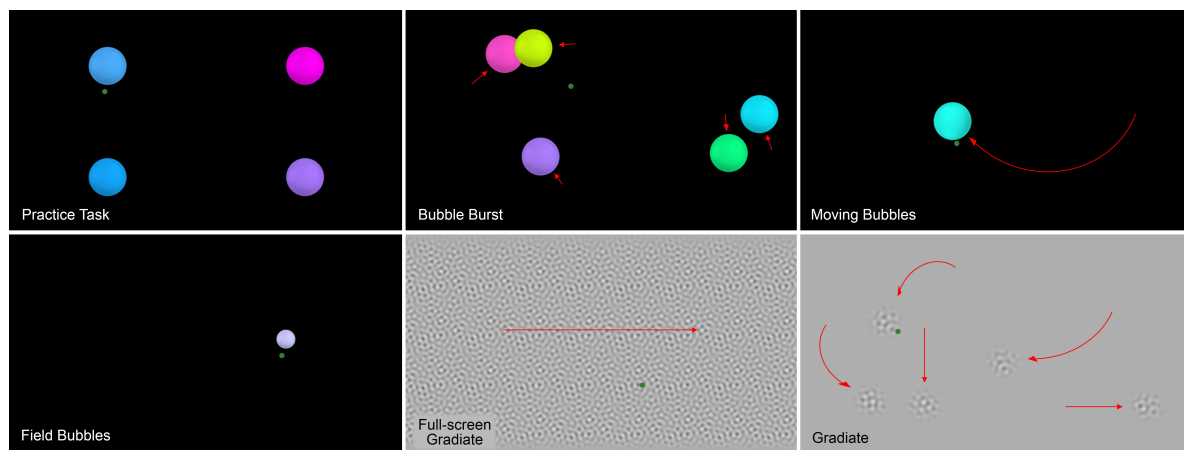 Practice Task
Bubble Burst
Moving Bubbles
Field Bubbles
Full-screen
Gradiate
Gradiate